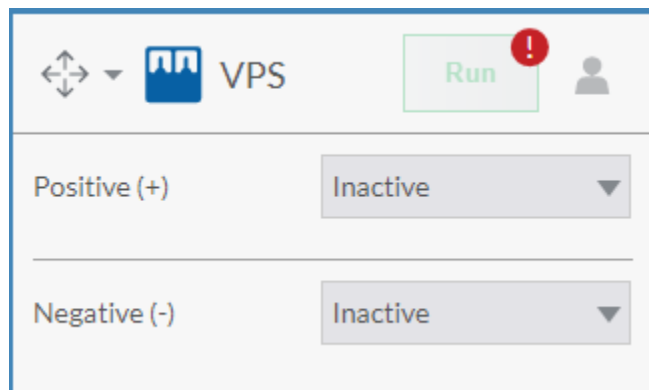 VPS
Run
!
Positive (+)
Inactive
Negative (-)
Inactive